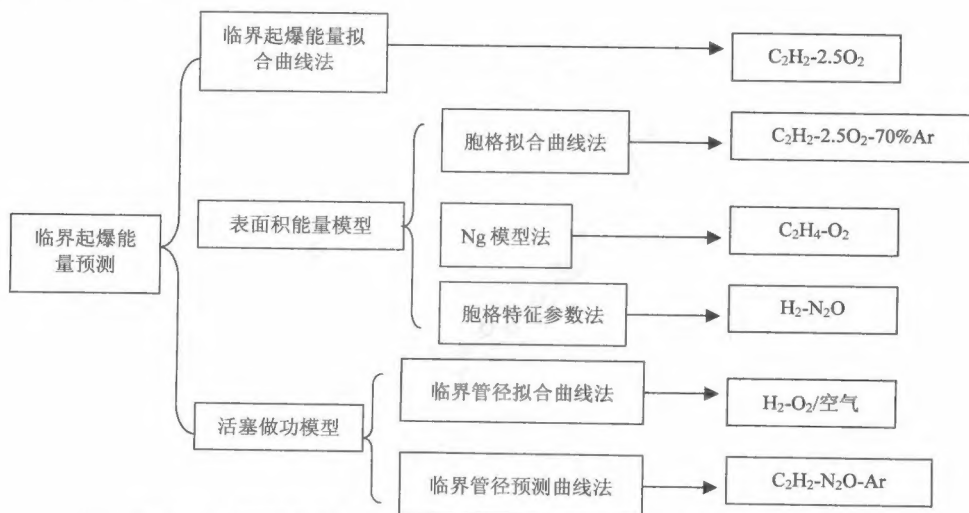 临界起爆能量拟
合曲线法
C₂H₂-2.5O₂
胞格拟合曲线法
C₂H₂-2.5O₂-70%Ar
临界起爆能
量预测
表面积能量模型
Ng 模型法
C₂H₄-O₂
胞格特征参数法
H₂-N₂O
活塞做功模型
临界管径拟合曲线法
H₂-O₂/空气
临界管径预测曲线法
C₂H₂-N₂O-Ar